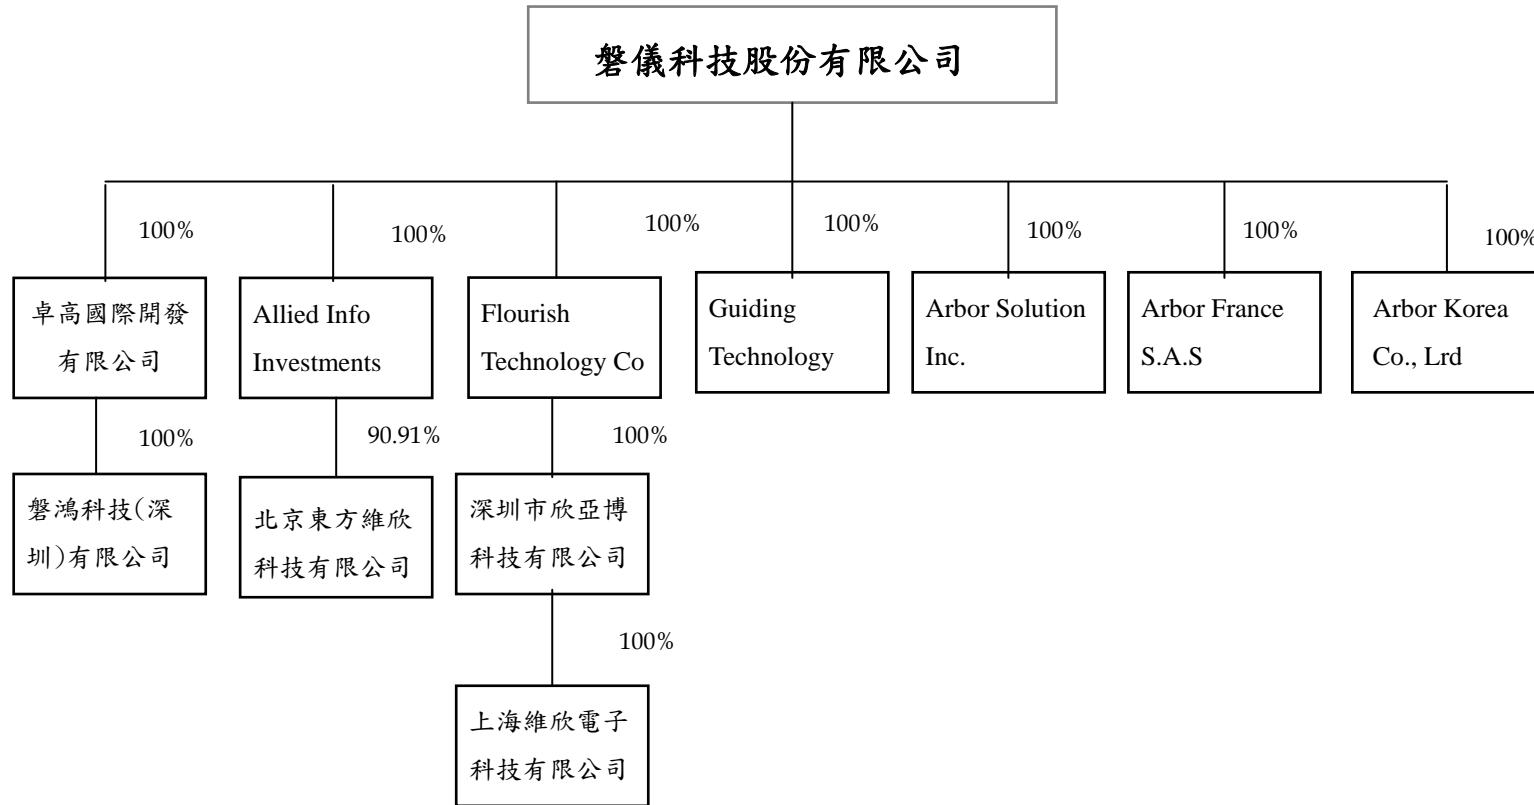 磐儀科技股份有限公司
100%
100%
100%
100%
100%
100%
100%
卓高國際開發
有限公司
Allied Info
Investments
Flourish
Technology Co
Guiding
Technology
Arbor Solution
Inc.
Arbor France
S.A.S
Arbor Korea
Co., Lrd
100%
90.91%
100%
磐鴻科技(深
圳)有限公司
北京東方維欣
科技有限公司
深圳市欣亞博
科技有限公司
100%
上海維欣電子
科技有限公司